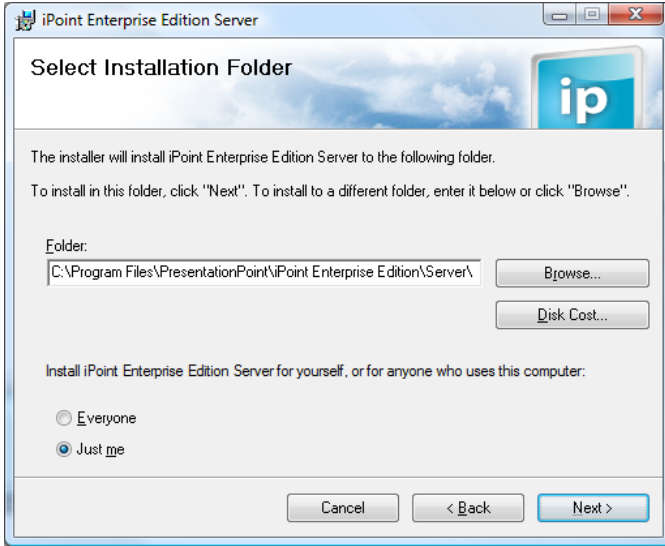 iPoint Enterprise Edition Server
Select Installation Folder
ip
The installer will install iPoint Enterprise Edition Server to the following folder.
To install in this folder, click "Next". To install to a different folder, enter it below or click "Browse".
Folder:
C:\Program Files\PresentationPoint\iPoint Enterprise Edition\Server\
Browse...
Disk Cost...
Install iPoint Enterprise Edition Server for yourself, or for anyone who uses this computer:
Everyone
Just me
Cancel
< Back
Next >